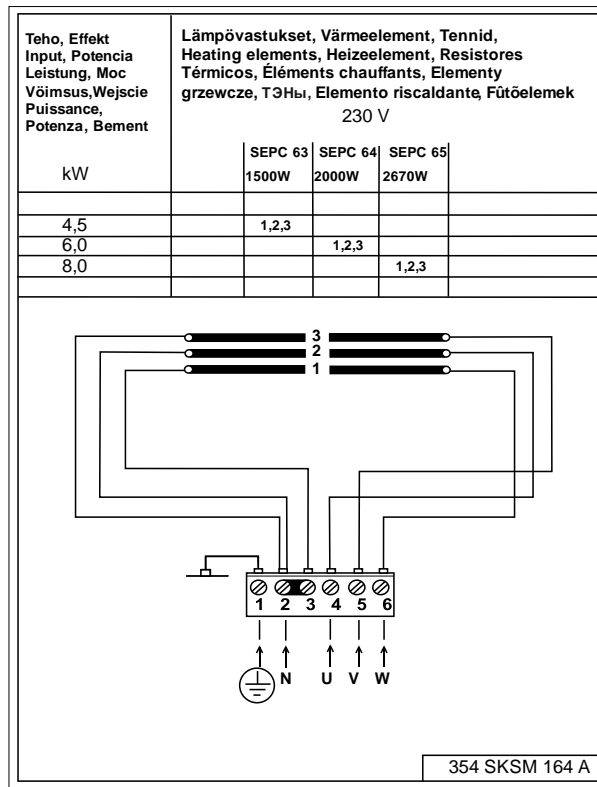 Teho, Effekt
Input, Potencia
Leistung, Moc
Vöimsus,Wejscie
Puissance,
Potenza, Bement
kW
Lämpövastukset, Värmeelement, Tennid,
Heating elements, Heizeelement, Resistores
Térmicos, Éléments chauffants, Elementy
grzewcze, ТЭНы, Elemento riscaldante, Fûtõelemek
230 V
SEPC 63 SEPC 64 SEPC 65
1500W 2000W 2670W
4,5 1,2,3
6,0 1,2,3
8,0 1,2,3
3
2
1
1 2 3 4 5 6
N U V W
354 SKSM 164 A